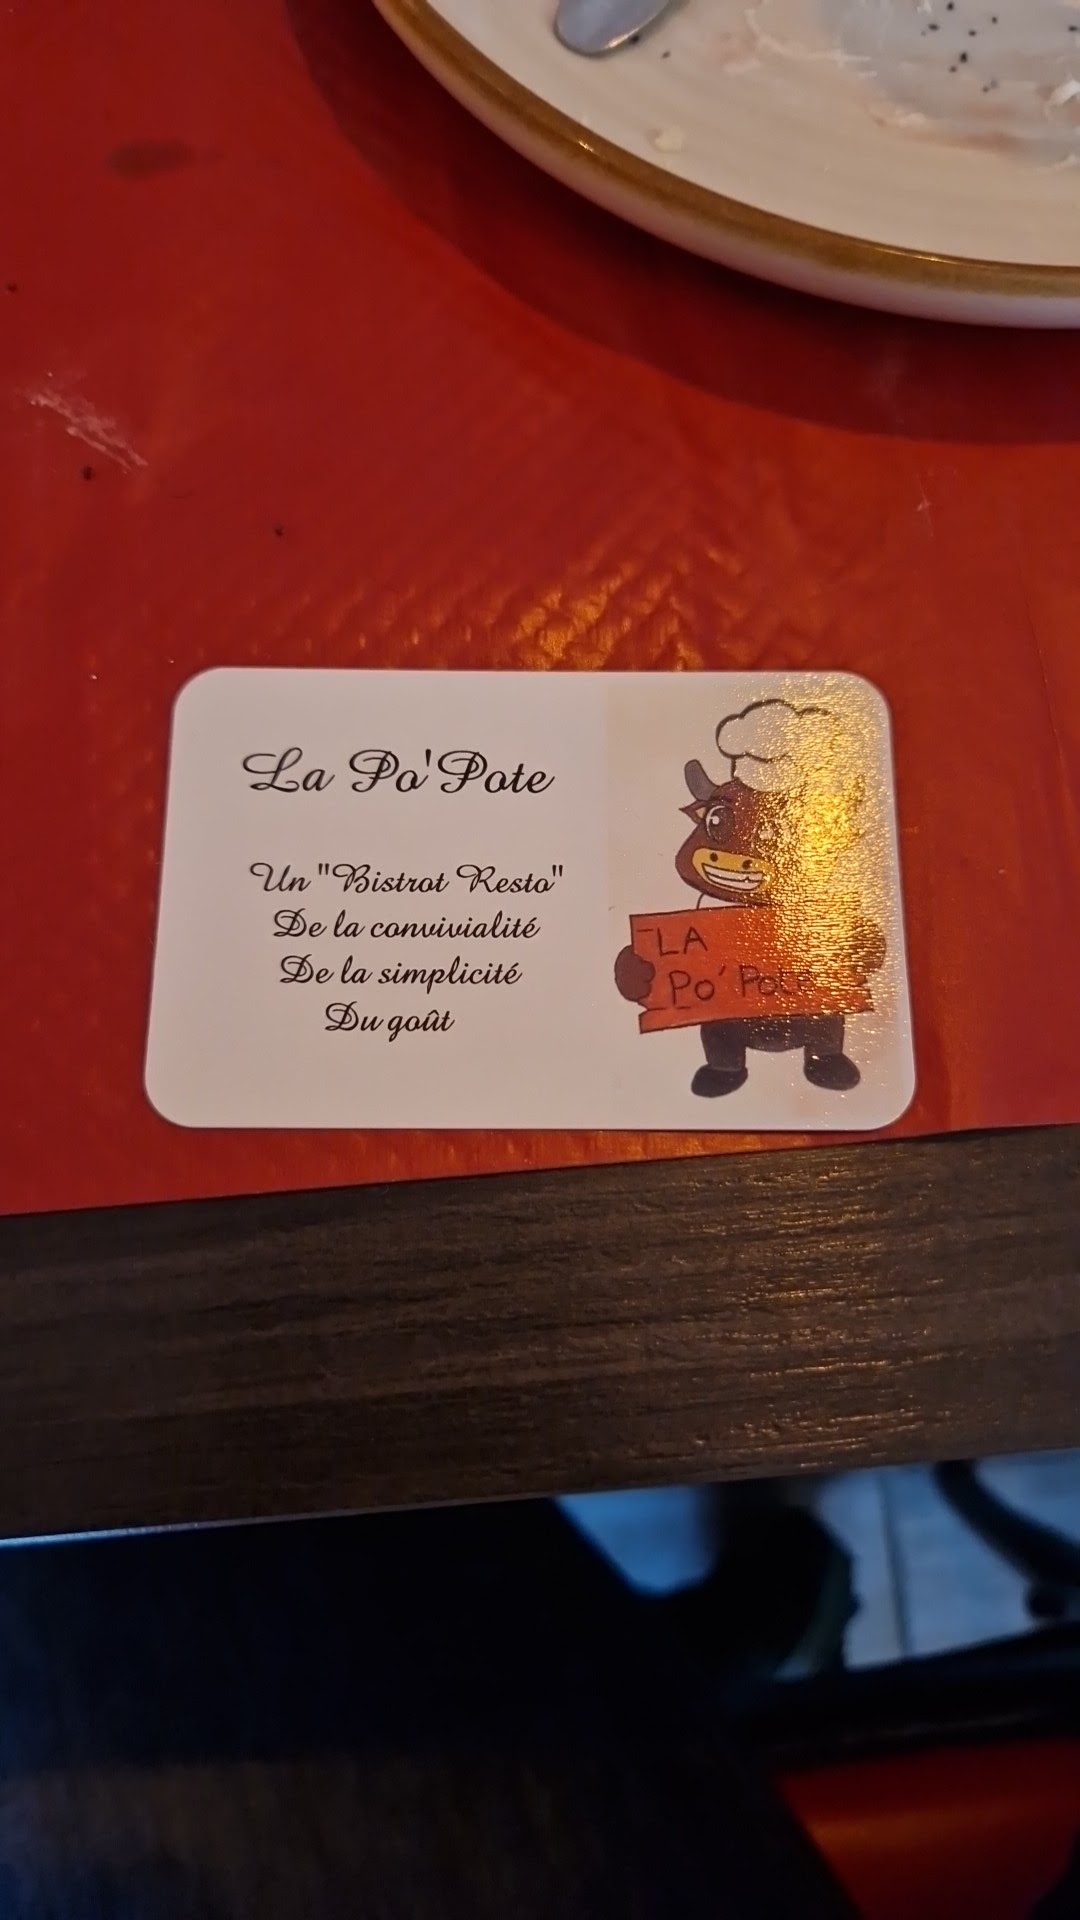 La Po'Pote
Un "Bistrot Resto"
De la convivialité
De la simplicité
Du goût
LA
Po' Pote